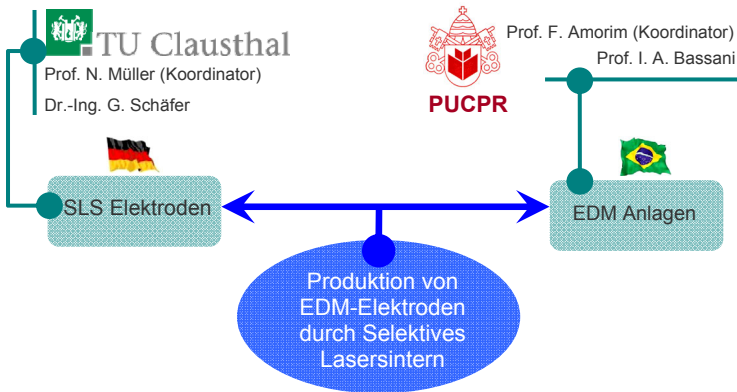 TU Clausthal
Prof. N. Müller (Koordinator)
Dr.-Ing. G. Schäfer
PUCPR
Prof. F. Amorim (Koordinator)
Prof. I. A. Bassani
SLS Elektroden
EDM Anlagen
Produktion von
EDM-Elektroden
durch Selektives
Lasersintern